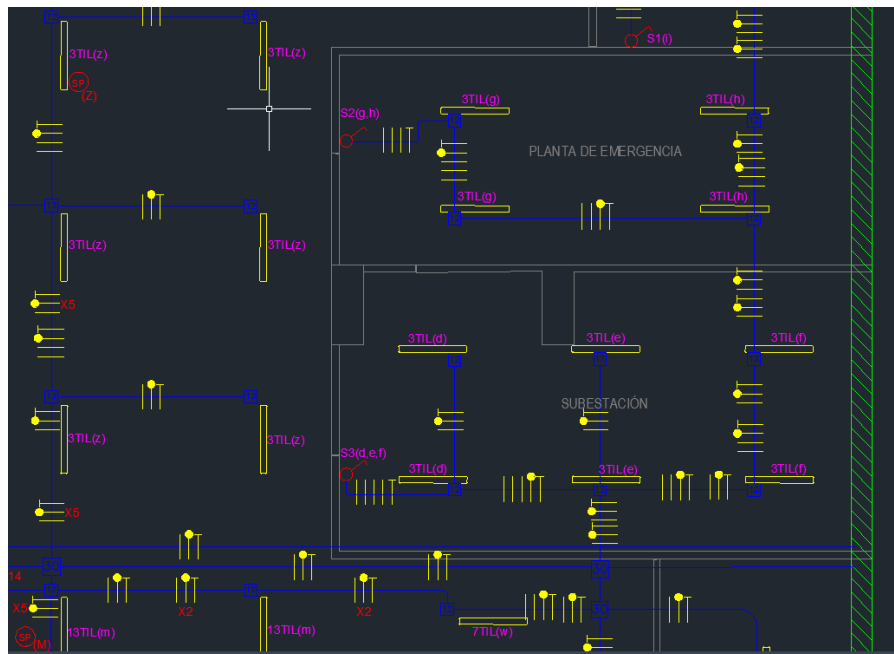 S1(i)
3TIL(z)
3TIL(z)
SP
(Z)
3TIL(g)
3TIL(h)
S2(g,h)
PLANTA DE EMERGENCIA
3TIL(g)
3TIL(h)
3TIL(z)
3TIL(z)
X5
3TIL(d)
3TIL(e)
3TIL(f)
SUBESTACIÓN
3TIL(z)
3TIL(z)
S3(d,e,f)
3TIL(d)
3TIL(e)
3TIL(f)
X5
14
X5
X2
X2
13TIL(m)
13TIL(m)
7TIL(w)
SP
(M)